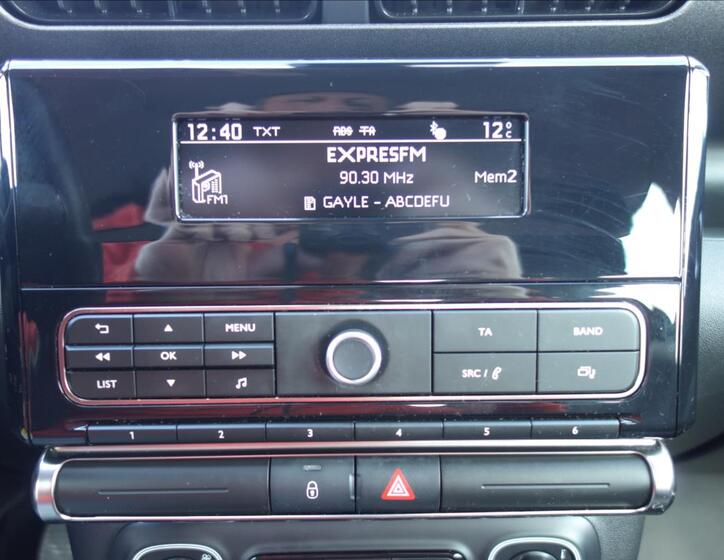 12:40 TXT RDS TA 12°C
EXPRESFM
90.30 MHz Mem2
FM1
GAYLE - ABCDEFU
MENU TA BAND
OK
LIST SRC/
1 2 3 4 5 6